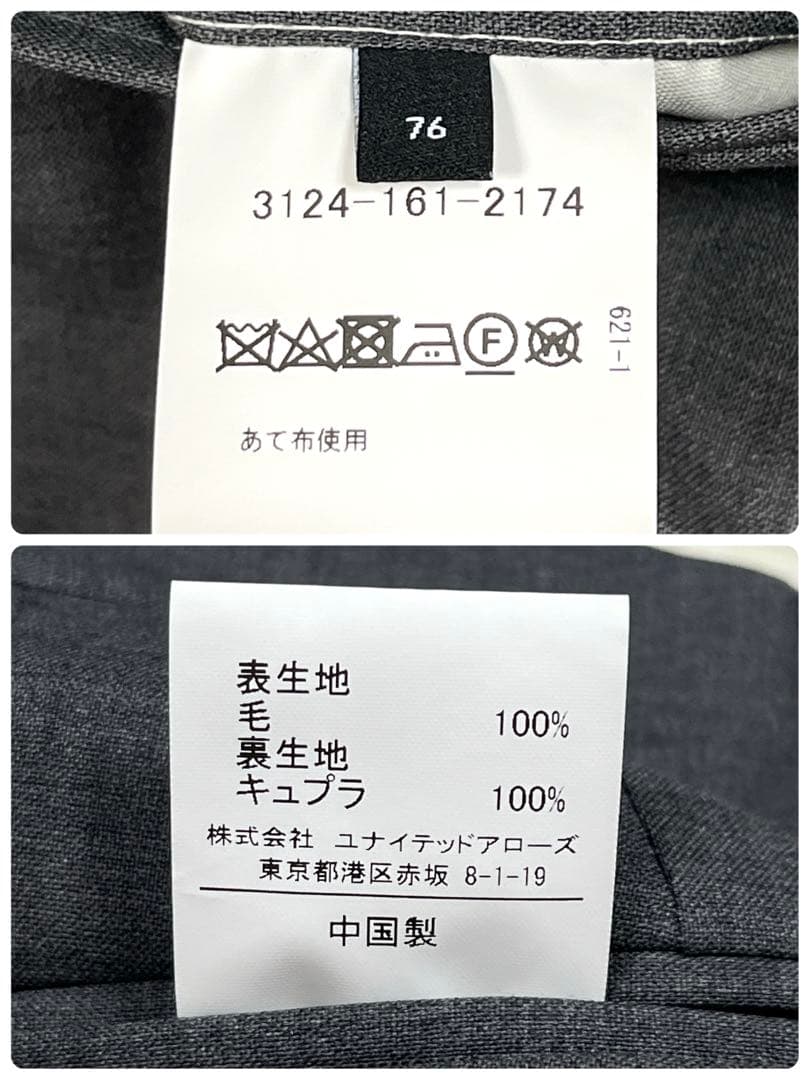 76
3124-161-2174
F
W
621-1
あて布使用
表生地
毛 100%
裏生地
キュプラ 100%
株式会社 ユナイテッドアローズ
東京都港区赤坂 8-1-19
中国製